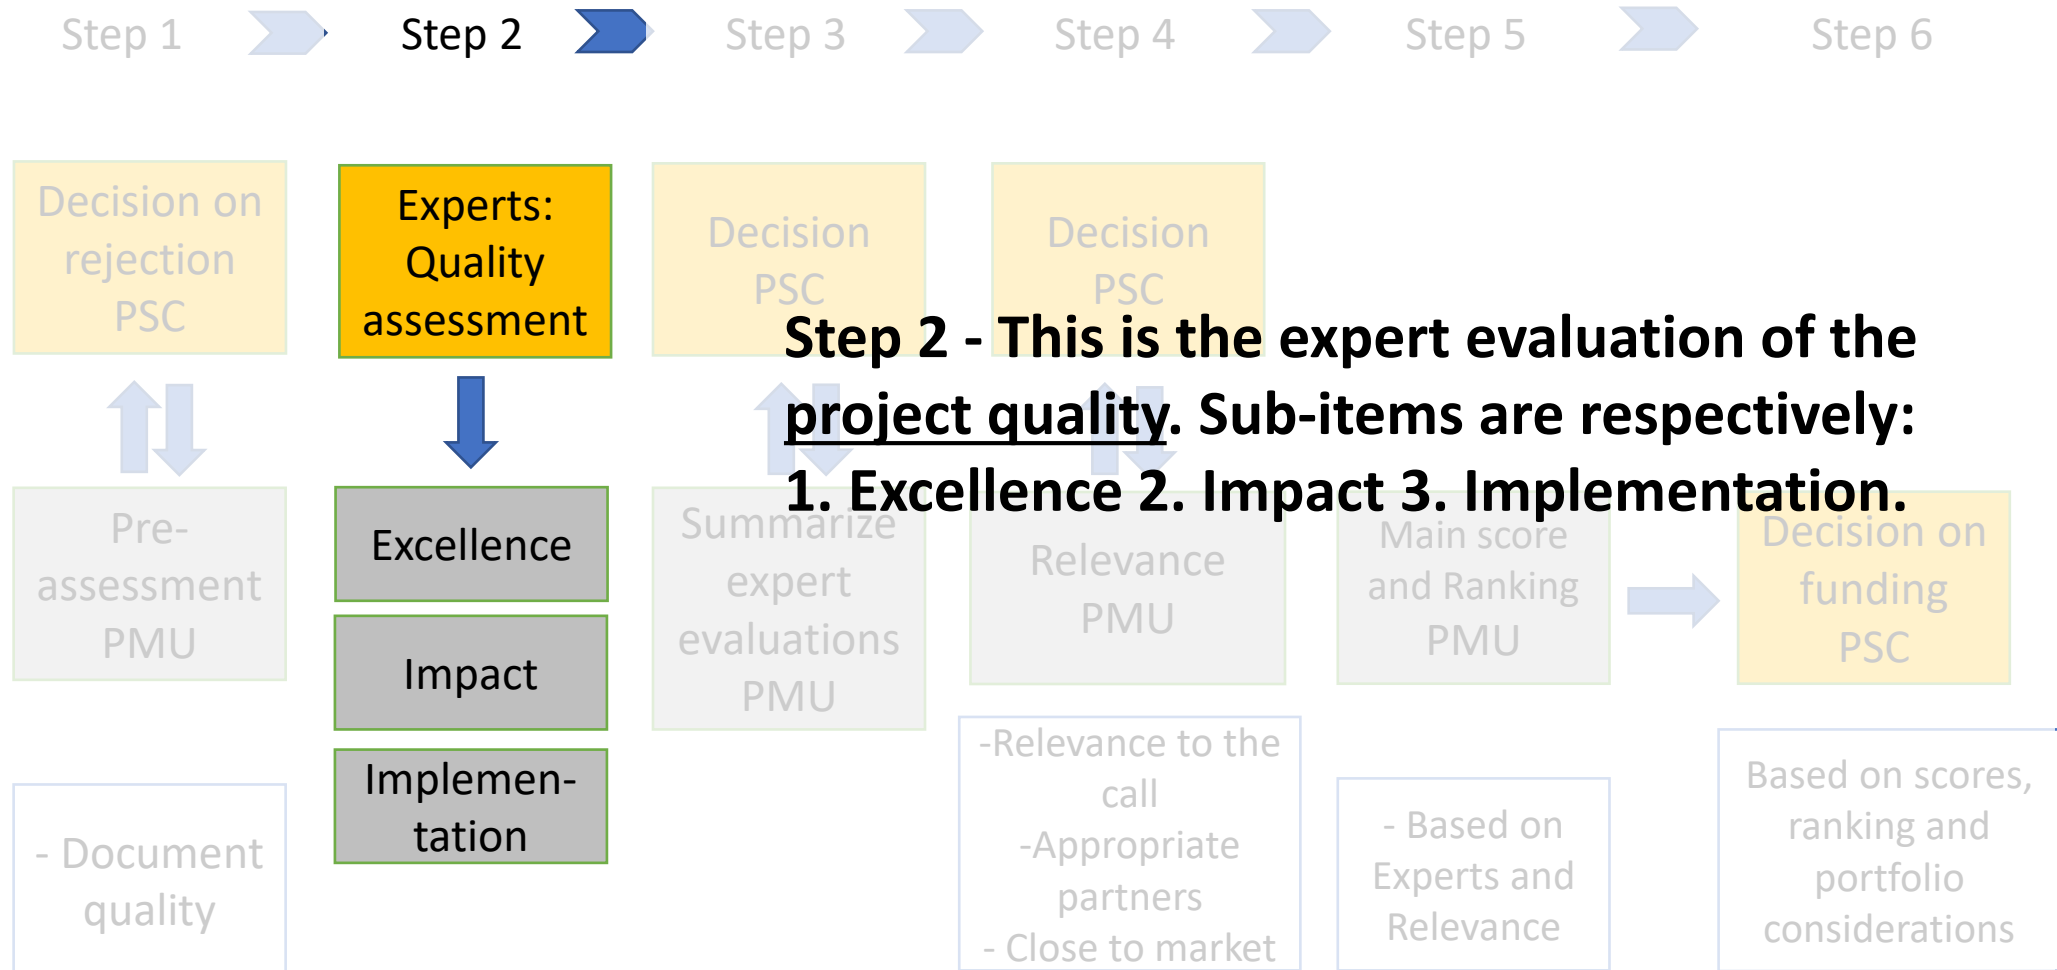 Step 1
Step 2
Step 3
Step 4
Step 5
Step 6
Decision on
rejection
PSC
Experts:
Quality
assessment
Decision
PSC
Decision
PSC
Step 2 - This is the expert evaluation of the
project quality. Sub-items are respectively:
1. Excellence 2. Impact 3. Implementation.
Pre-
assessment
PMU
Excellence
Impact
Implemen-
tation
Summarize
expert
evaluations
PMU
Relevance
PMU
Main score
and Ranking
PMU
Decision on
funding
PSC
- Document
quality
-Relevance to the
call
-Appropriate
partners
- Close to market
- Based on
Experts and
Relevance
Based on scores,
ranking and
portfolio
considerations